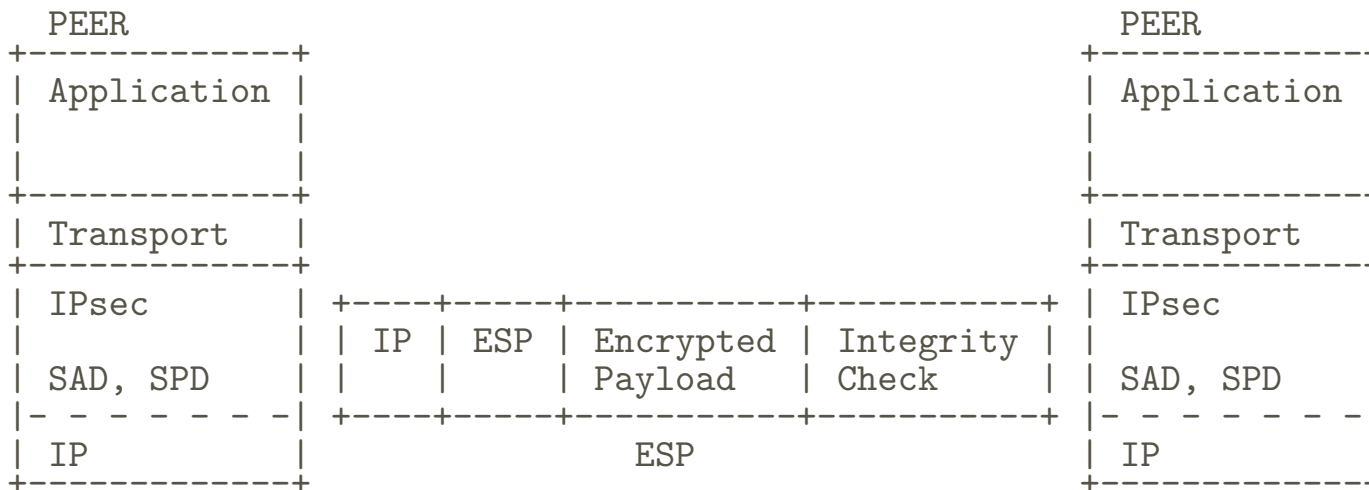 PEER PEER
+--------------+ +--------------
| Application | | Application
| | |
| | |
+--------------+ +--------------
| Transport | | Transport
+--------------+ +--------------
| IPsec | +----+-----+-----------+-----------+ | IPsec
| | | IP | ESP | Encrypted | Integrity | |
| SAD, SPD | | | | Payload | Check | | SAD, SPD
|- - - - - - -| +----+-----+-----------+-----------+ |- - - - - - -
| IP | ESP | IP
+--------------+ +--------------